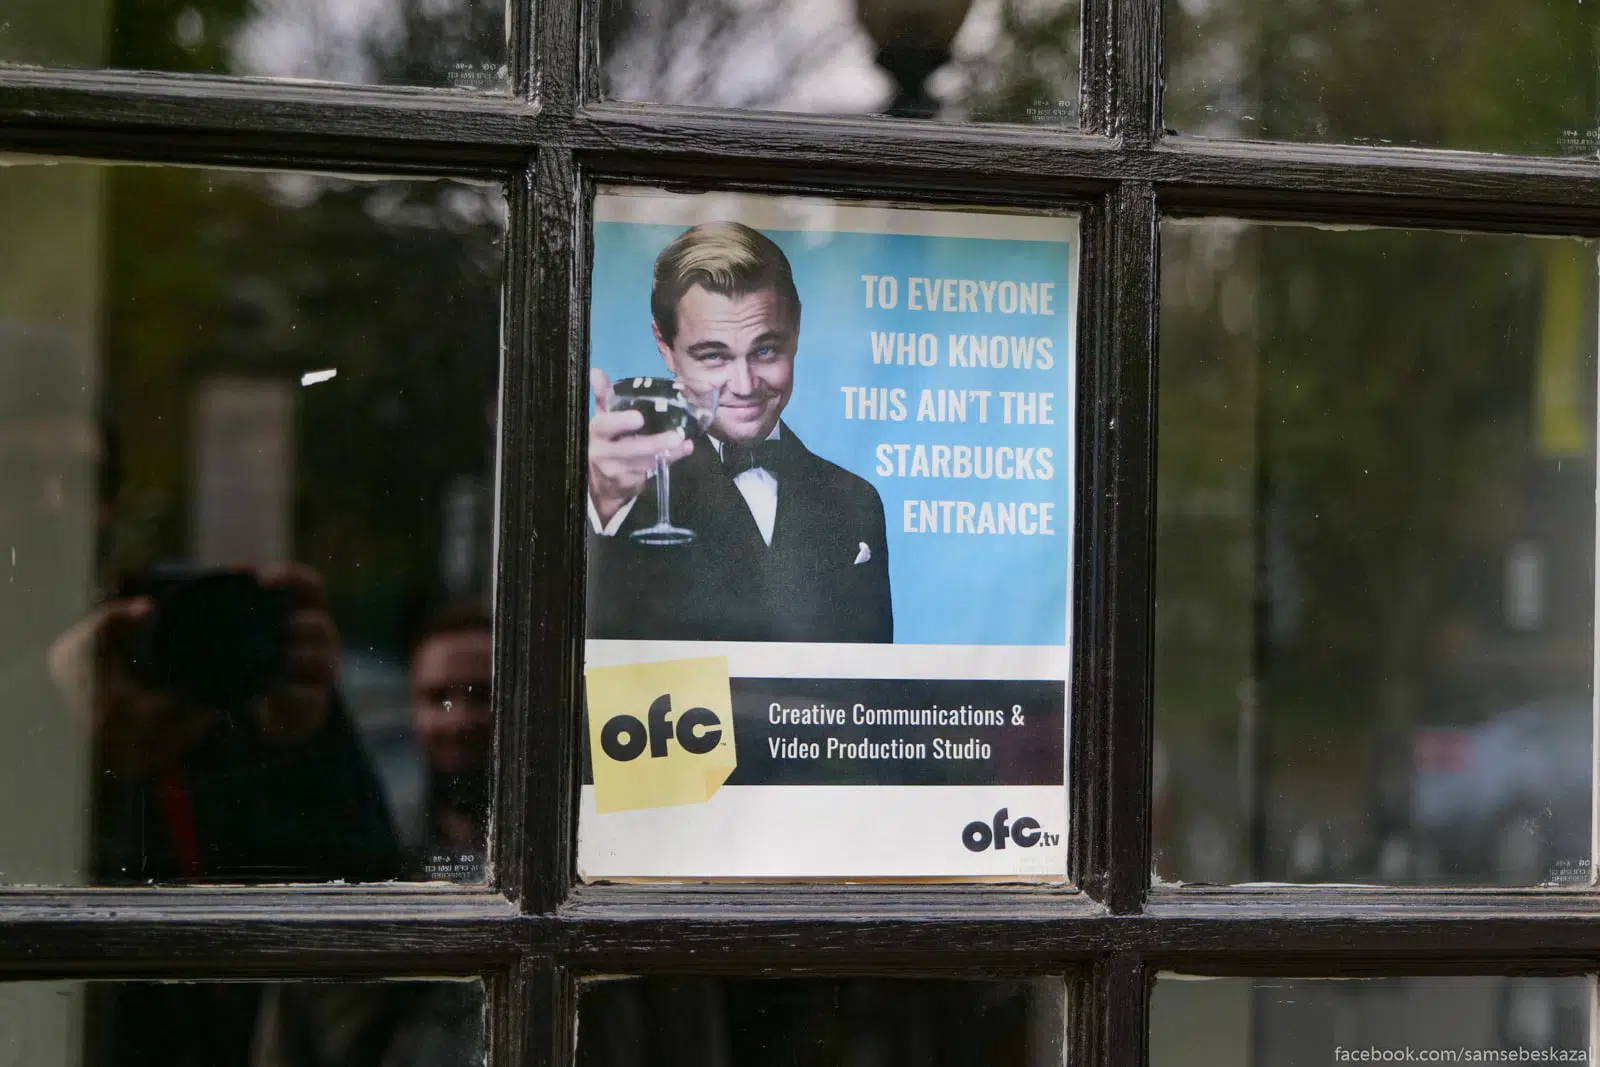 TO EVERYONE
WHO KNOWS
THIS AIN'T THE
STARBUCKS
ENTRANCE
ofc
Creative Communications &
Video Production Studio
ofc.tv
facebook.com/samsebeskazal